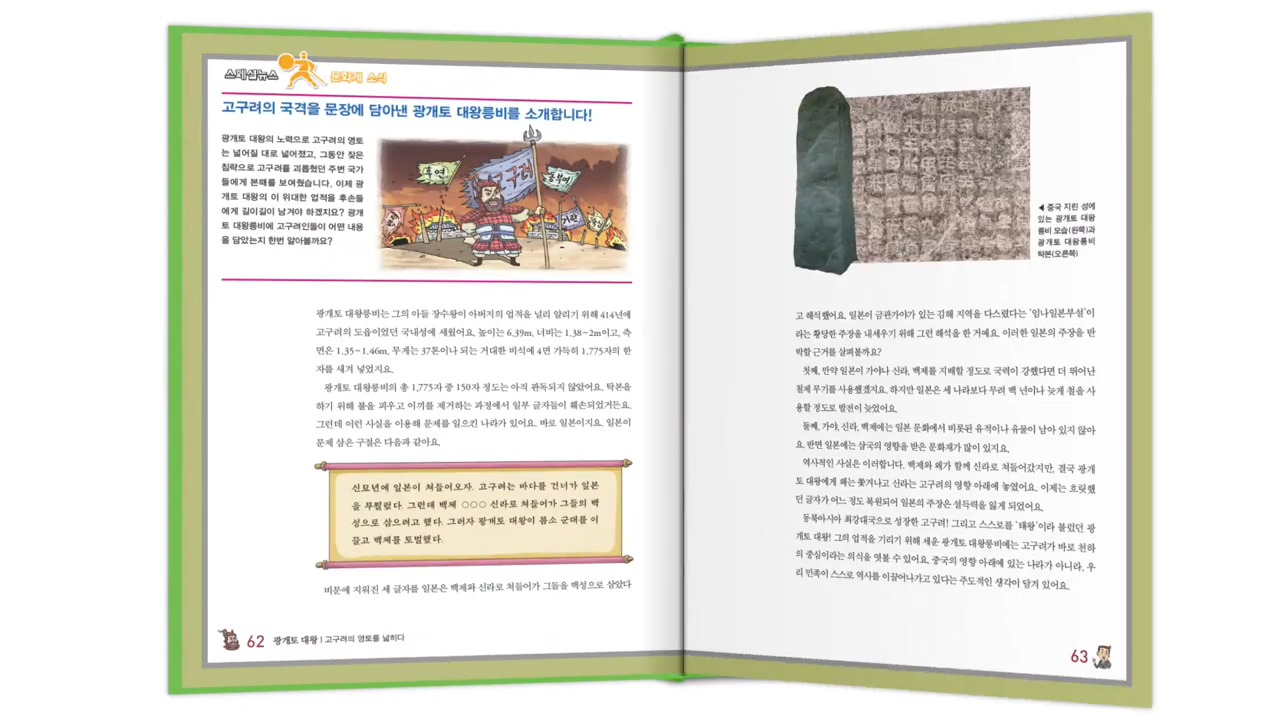 스페셜뉴스 문화계 소식
고구려의 국격을 문장에 담아낸 광개토 대왕릉비를 소개합니다!
광개토 대왕의 노력으로 고구려의 영토
는 넓어질 대로 넓어졌고, 그동안 잦은
침략으로 고구려를 괴롭혔던 주변 국가
들에게 본때를 보여줬습니다. 이제 광
개토 대왕의 이 위대한 업적을 후손들
에게 길이길이 남겨야 하겠지요? 광개
토 대왕릉비에 고구려인들이 어떤 내용
을 담았는지 한번 알아볼까요?
후연
고구려
동부여
거란
광개토 대왕릉비는 그의 아들 장수왕이 아버지의 업적을 널리 알리기 위해 414년에
고구려의 도읍이었던 국내성에 세웠어요. 높이는 6.39m, 너비는 1.38~2m이고, 측
면은 1.35~1.46m, 무게는 37톤이나 되는 거대한 비석에 4면 가득히 1,775자의 한
자를 새겨 넣었지요.
광개토 대왕릉비의 총 1,775자 중 150자 정도는 아직 판독되지 않았어요. 탁본을
하기 위해 불을 피우고 이끼를 제거하는 과정에서 일부 글자들이 훼손되었거든요.
그런데 이런 사실을 이용해 문제를 일으킨 나라가 있어요. 바로 일본이지요. 일본이
문제 삼은 구절은 다음과 같아요.
신묘년에 일본이 쳐들어오자. 고구려는 바다를 건너가 일본
을 무찔렀다. 그런데 백제 ○○○ 신라로 쳐들어가 그들의 백
성으로 삼으려고 했다. 그러자 광개토 대왕이 몸소 군대를 이
끌고 백제를 토벌했다.
비문에 지워진 세 글자를 일본은 백제와 신라로 쳐들어가 그들을 백성으로 삼았다
62 광개토 대왕 | 고구려의 영토를 넓히다
◀ 중국 지린 성에
있는 광개토 대왕
릉비 모습(왼쪽)과
광개토 대왕릉비
탁본(오른쪽)
고 해석했어요. 일본이 금관가야가 있는 김해 지역을 다스렸다는 '임나일본부설'이
라는 황당한 주장을 내세우기 위해 그런 해석을 한 거예요. 이러한 일본의 주장을 반
박할 근거를 살펴볼까요?
첫째, 만약 일본이 가야나 신라, 백제를 지배할 정도로 국력이 강했다면 더 뛰어난
철제 무기를 사용했겠지요. 하지만 일본은 세 나라보다 무려 백 년이나 늦게 철을 사
용할 정도로 발전이 늦었어요.
둘째, 가야, 신라, 백제에는 일본 문화에서 비롯된 유적이나 유물이 남아 있지 않아
요. 반면 일본에는 삼국의 영향을 받은 문화재가 많이 있지요.
역사적인 사실은 이러합니다. 백제와 왜가 함께 신라로 쳐들어갔지만, 결국 광개
토 대왕에게 왜는 쫓겨나고 신라는 고구려의 영향 아래에 놓였어요. 이제는 흐릿했
던 글자가 어느 정도 복원되어 일본의 주장은 설득력을 잃게 되었어요.
동북아시아 최강대국으로 성장한 고구려! 그리고 스스로를 '태왕'이라 불렀던 광
개토 대왕! 그의 업적을 기리기 위해 세운 광개토 대왕릉비에는 고구려가 바로 천하
의 중심이라는 의식을 엿볼 수 있어요. 중국의 영향 아래에 있는 나라가 아니라, 우
리 민족이 스스로 역사를 이끌어나가고 있다는 주도적인 생각이 담겨 있어요.
63